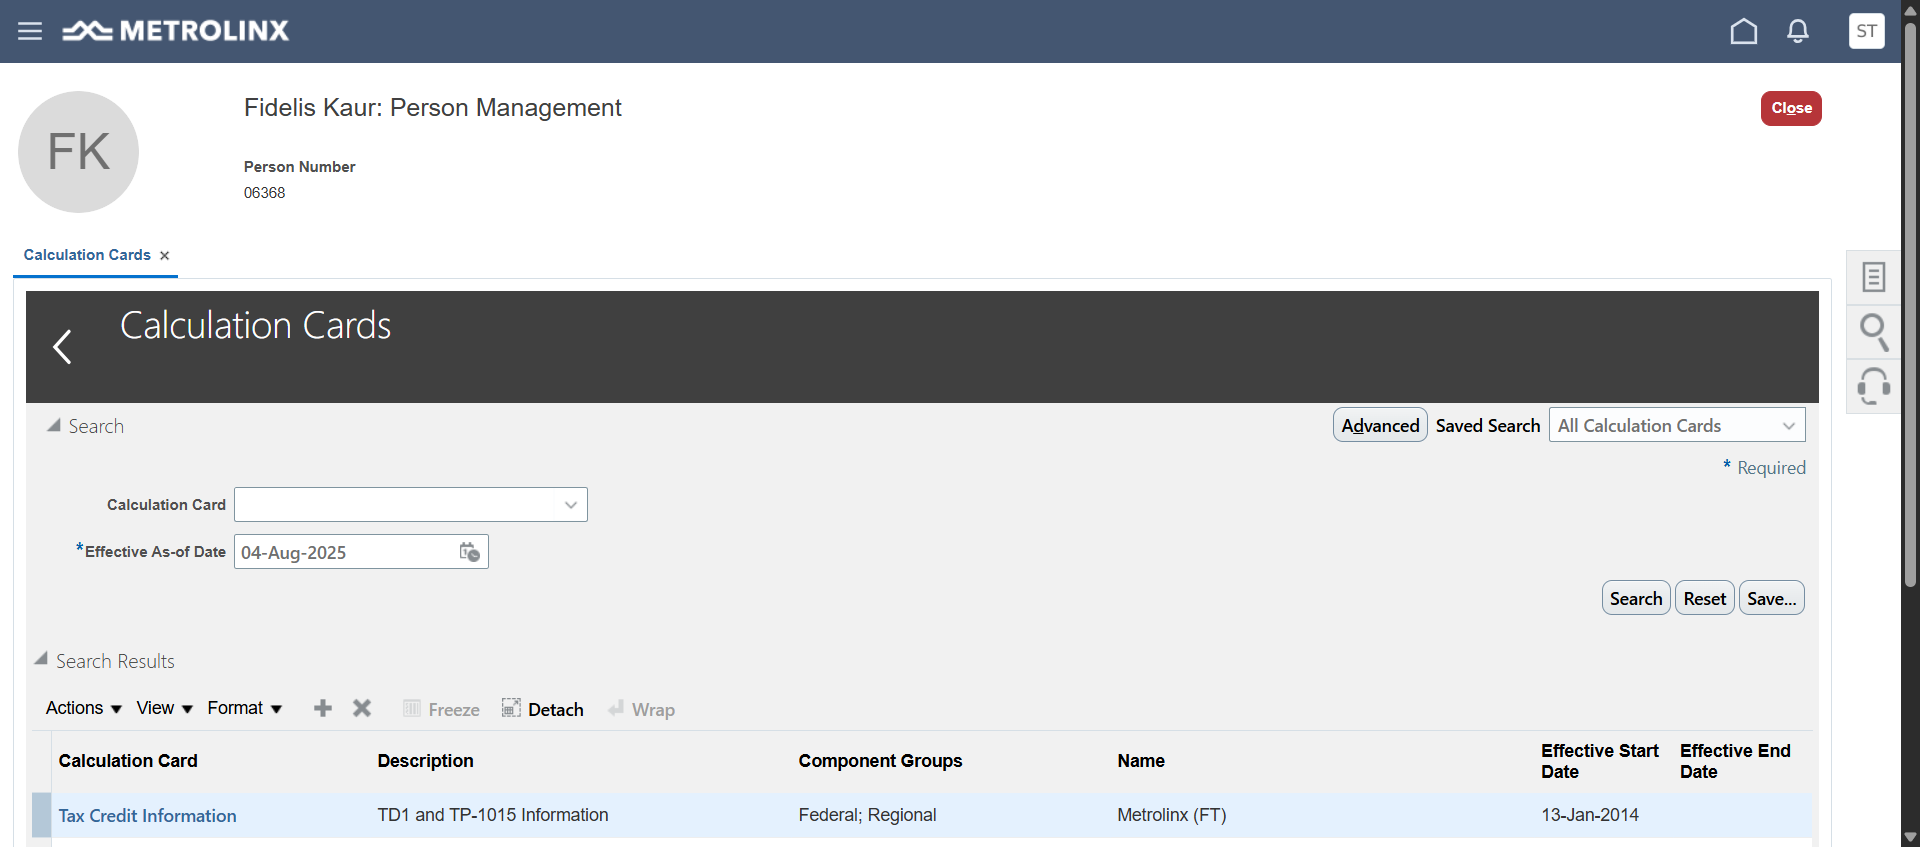 METROLINX
ST
FK
Fidelis Kaur: Person Management
Close
Person Number
06368
Calculation Cards
Calculation Cards
Search
Advanced
Saved Search
All Calculation Cards
* Required
Calculation Card
*Effective As-of Date
04-Aug-2025
Search
Reset
Save...
Search Results
Actions
View
Format
Freeze
Detach
Wrap
Calculation Card
Description
Component Groups
Name
Effective Start Date
Effective End Date
Tax Credit Information
TD1 and TP-1015 Information
Federal; Regional
Metrolinx (FT)
13-Jan-2014